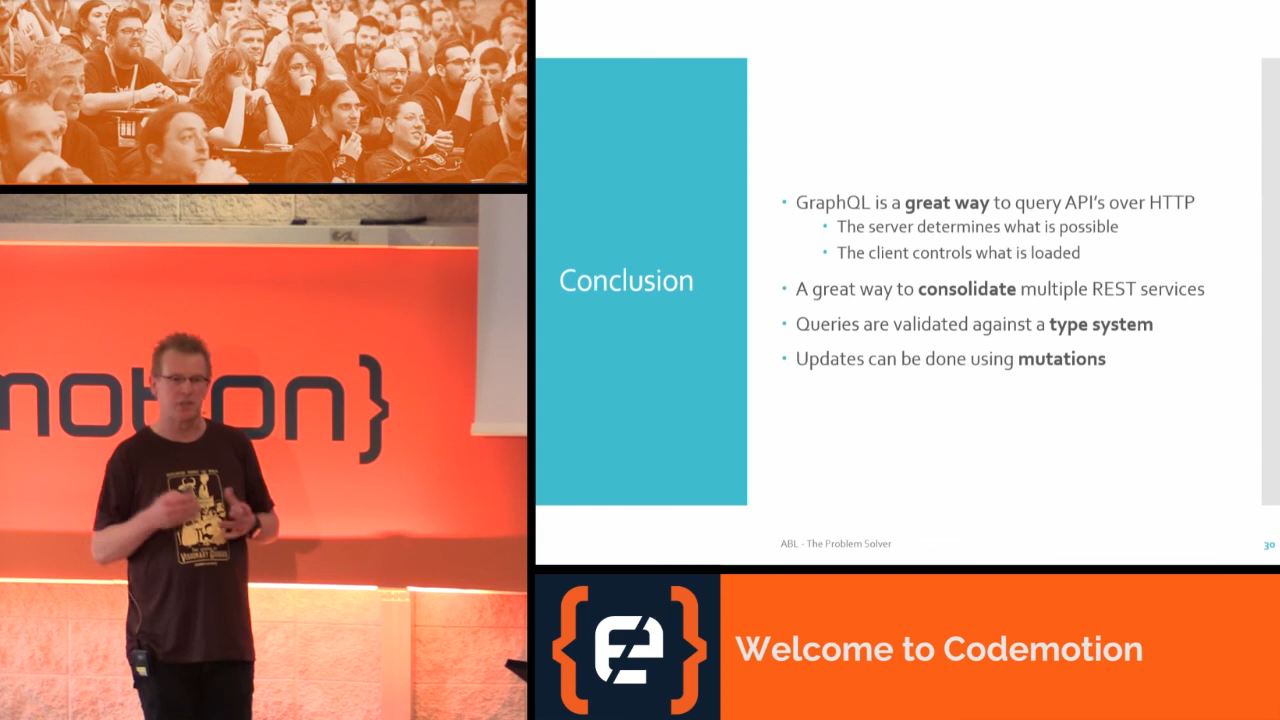 motion}
VISIONARY
Conclusion
GraphQL is a great way to query API's over HTTP
The server determines what is possible
The client controls what is loaded
A great way to consolidate multiple REST services
Queries are validated against a type system
Updates can be done using mutations
ABL - The Problem Solver
30
Welcome to Codemotion